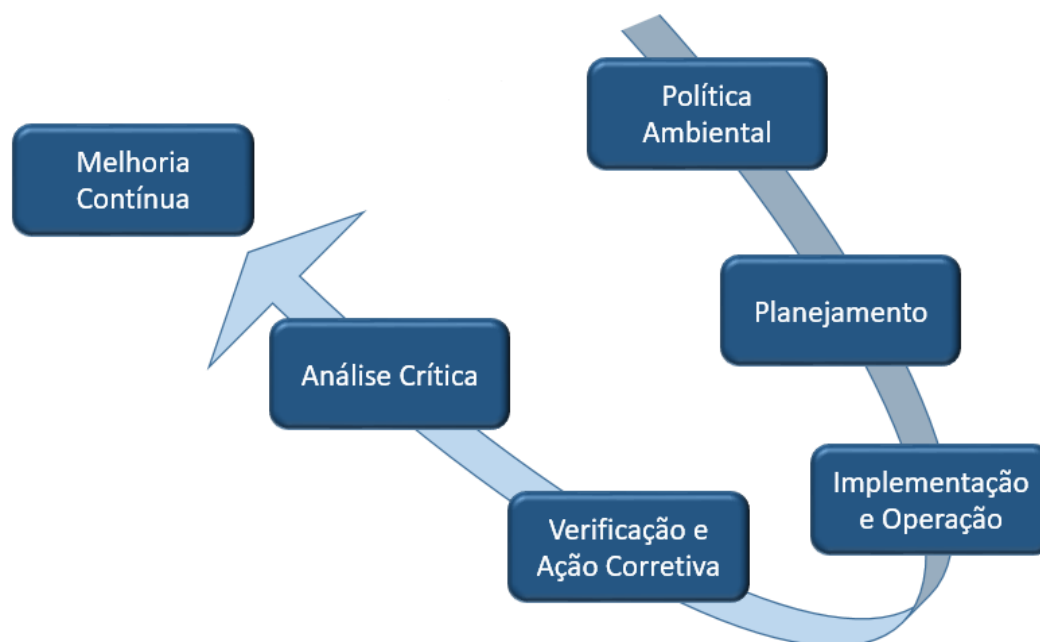 Política
Ambiental
Melhoria
Contínua
Planejamento
Análise Crítica
Implementação
e Operação
Verificação e
Ação Corretiva